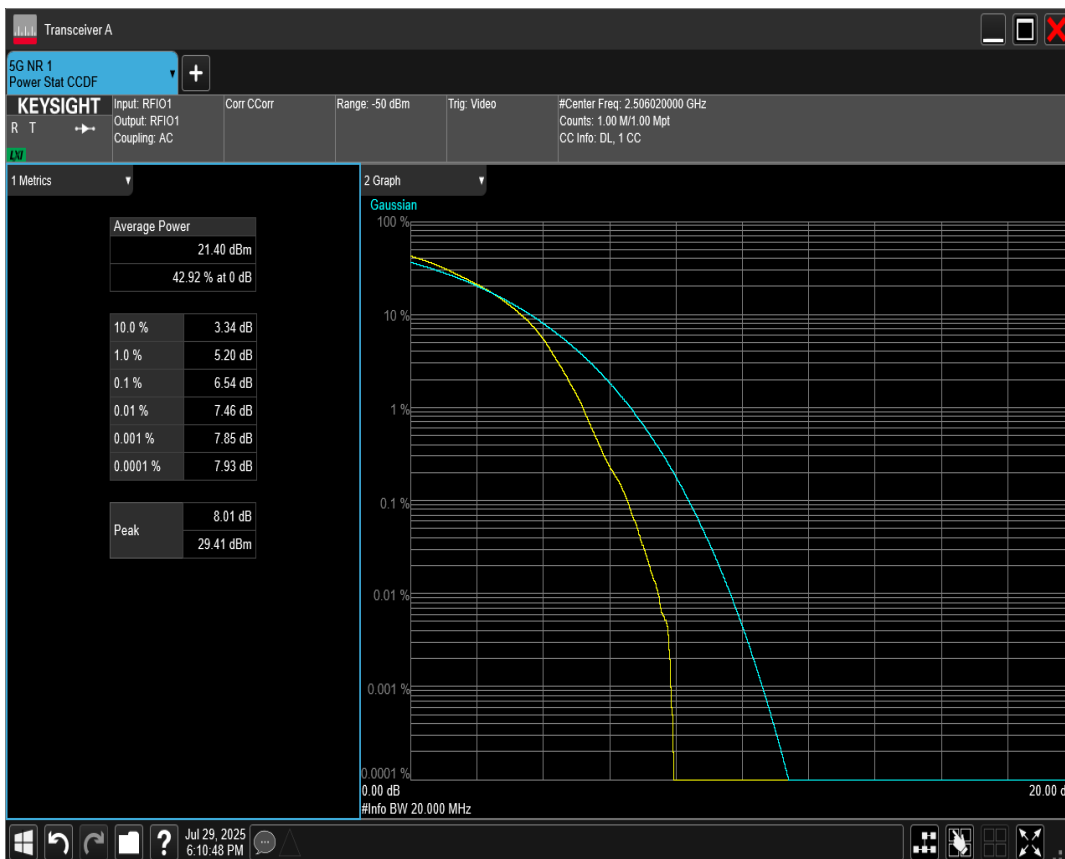 Transceiver A
5G NR 1
Power Stat CCDF
+
KEYSIGHT
R T
LXI
Input: RFIO1
Output: RFIO1
Coupling: AC
Corr CCorr
Range: -50 dBm
Trig: Video
#Center Freq: 2.506020000 GHz
Counts: 1.00 M/1.00 Mpt
CC Info: DL, 1 CC
1 Metrics
Average Power
21.40 dBm
42.92 % at 0 dB
10.0 % 3.34 dB
1.0 % 5.20 dB
0.1 % 6.54 dB
0.01 % 7.46 dB
0.001 % 7.85 dB
0.0001 % 7.93 dB
Peak 8.01 dB
29.41 dBm
2 Graph
Gaussian
100 %
10 %
1 %
0.1 %
0.01 %
0.001 %
0.0001 %
0.00 dB 20.00 d
#Info BW 20.000 MHz
? Jul 29, 2025
6:10:48 PM